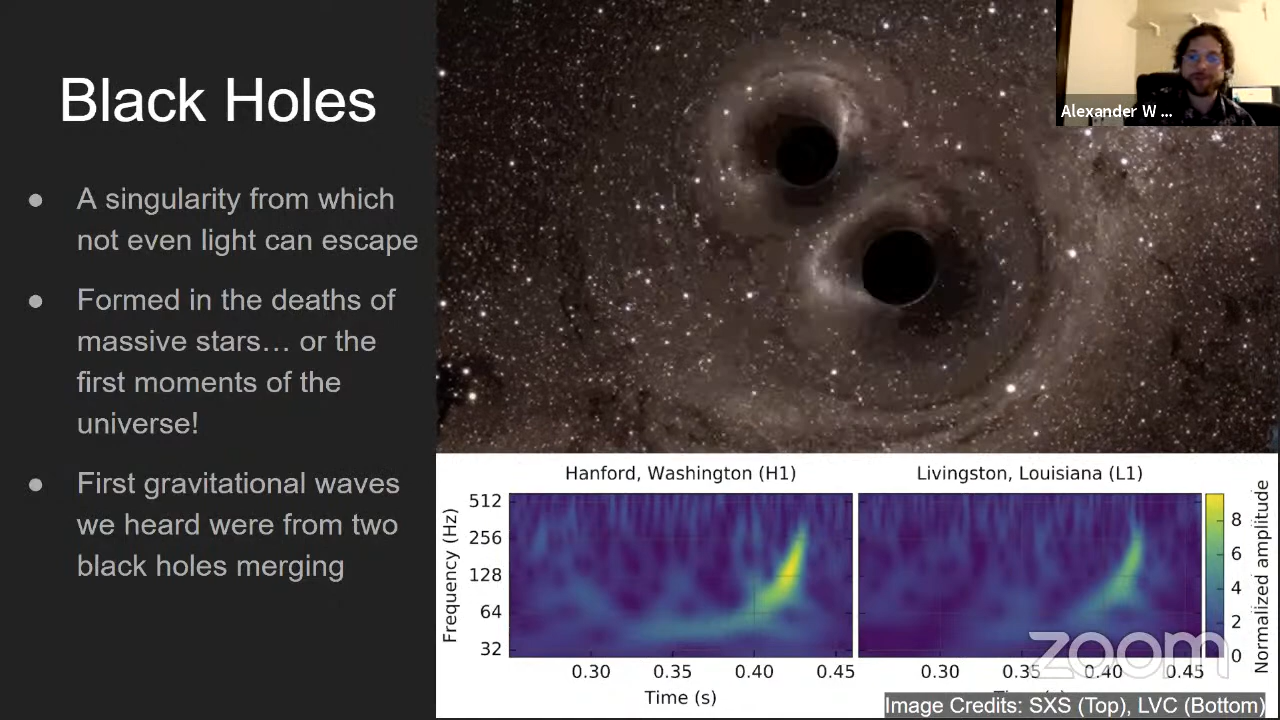 Black Holes
● A singularity from which
not even light can escape
● Formed in the deaths of
massive stars… or the
first moments of the
universe!
● First gravitational waves
we heard were from two
black holes merging
Alexander W ...
Hanford, Washington (H1)
Livingston, Louisiana (L1)
Frequency (Hz)
512
256
128
64
32
0.30 0.35 0.40 0.45
Time (s)
0.30 0.35 0.40 0.45
8
6
4
2
0
Normalized amplitude
zoom
Image Credits: SXS (Top), LVC (Bottom)